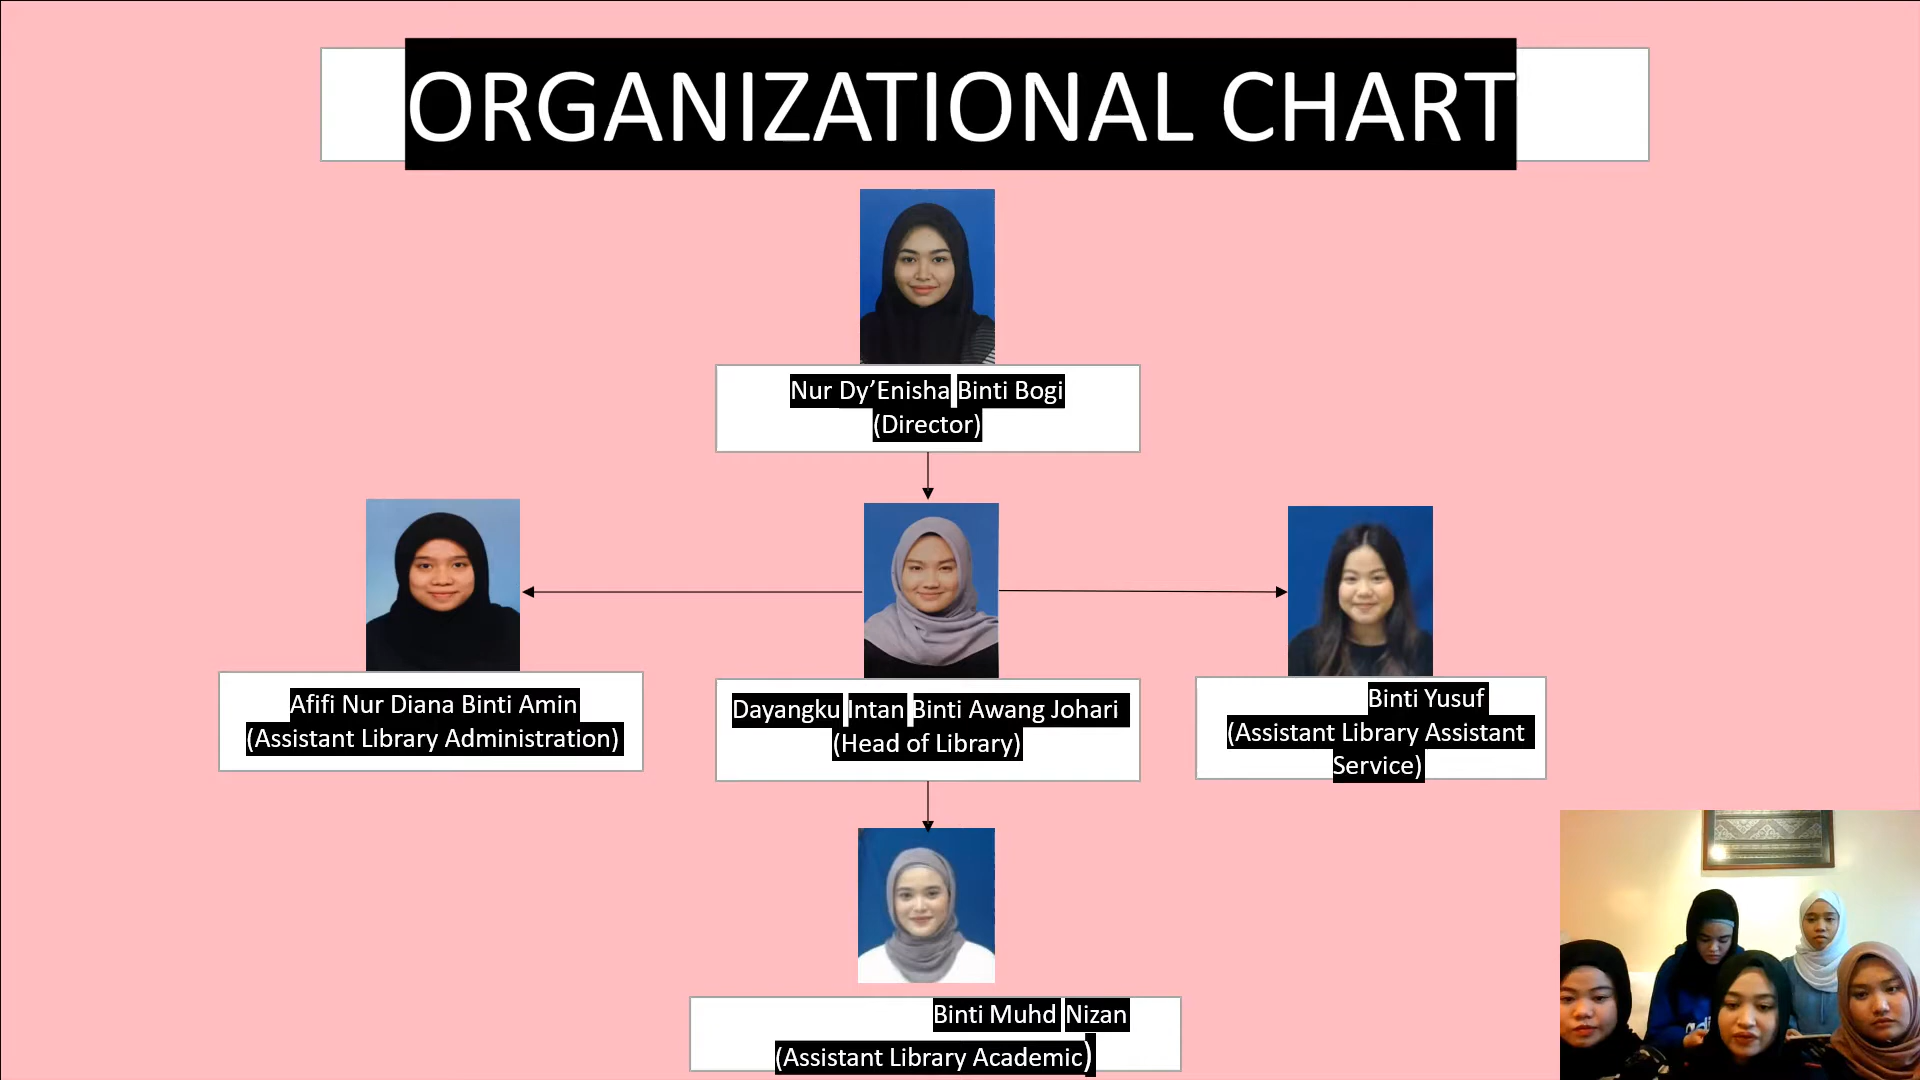 ORGANIZATIONAL CHART
Nur Dy’Enisha Binti Bogi
(Director)
Afifi Nur Diana Binti Amin
(Assistant Library Administration)
Dayangku Intan Binti Awang Johari
(Head of Library)
Binti Yusuf
(Assistant Library Assistant
Service)
Binti Muhd Nizan
(Assistant Library Academic)